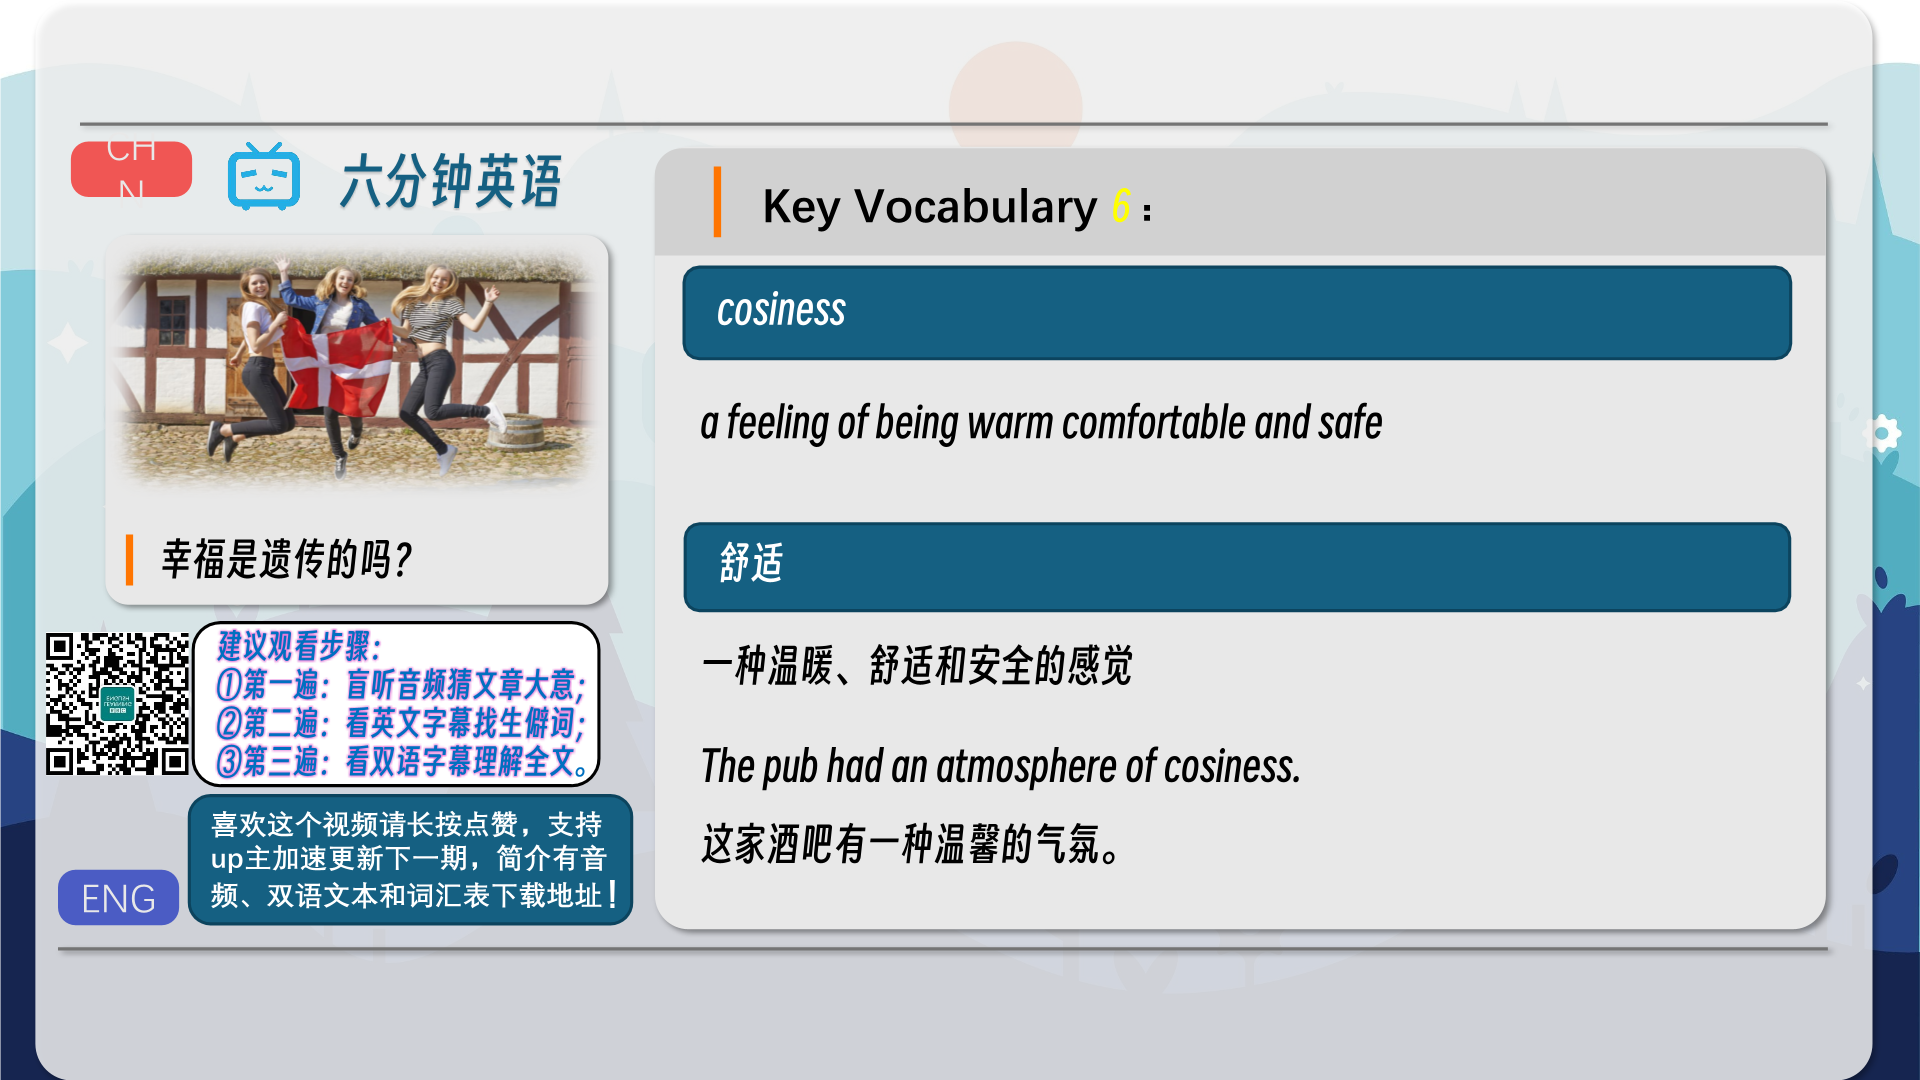 CH
N
六分钟英语
幸福是遗传的吗?
建议观看步骤:
①第一遍: 盲听音频猜文章大意;
②第二遍: 看英文字幕找生僻词;
③第三遍: 看双语字幕理解全文。
喜欢这个视频请长按点赞，支持
up主加速更新下一期，简介有音
频、双语文本和词汇表下载地址！
ENG
Key Vocabulary 6：
cosiness
a feeling of being warm comfortable and safe
舒适
一种温暖、舒适和安全的感觉
The pub had an atmosphere of cosiness.
这家酒吧有一种温馨的气氛。